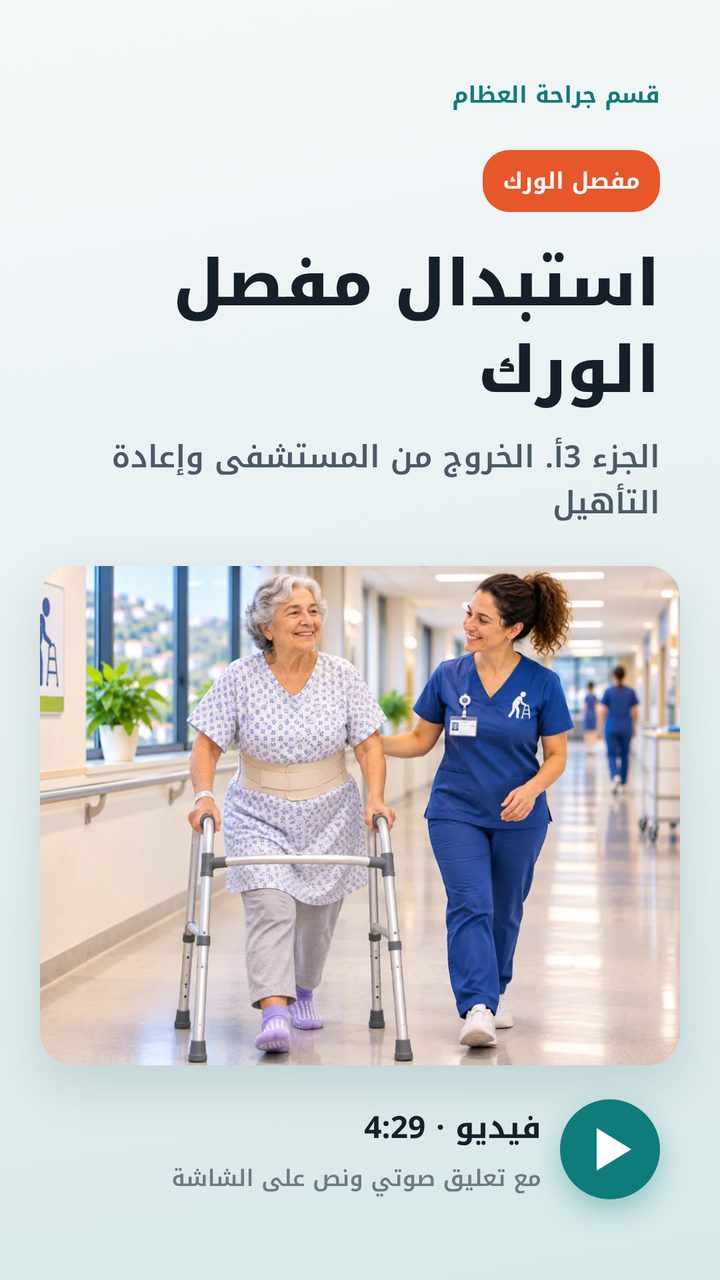 قسم جراحة العظام
مفصل الورك
استبدال مفصل
الورك
الجزء 3أ. الخروج من المستشفى وإعادة
التأهيل
فيديو · 4:29
مع تعليق صوتي ونص على الشاشة